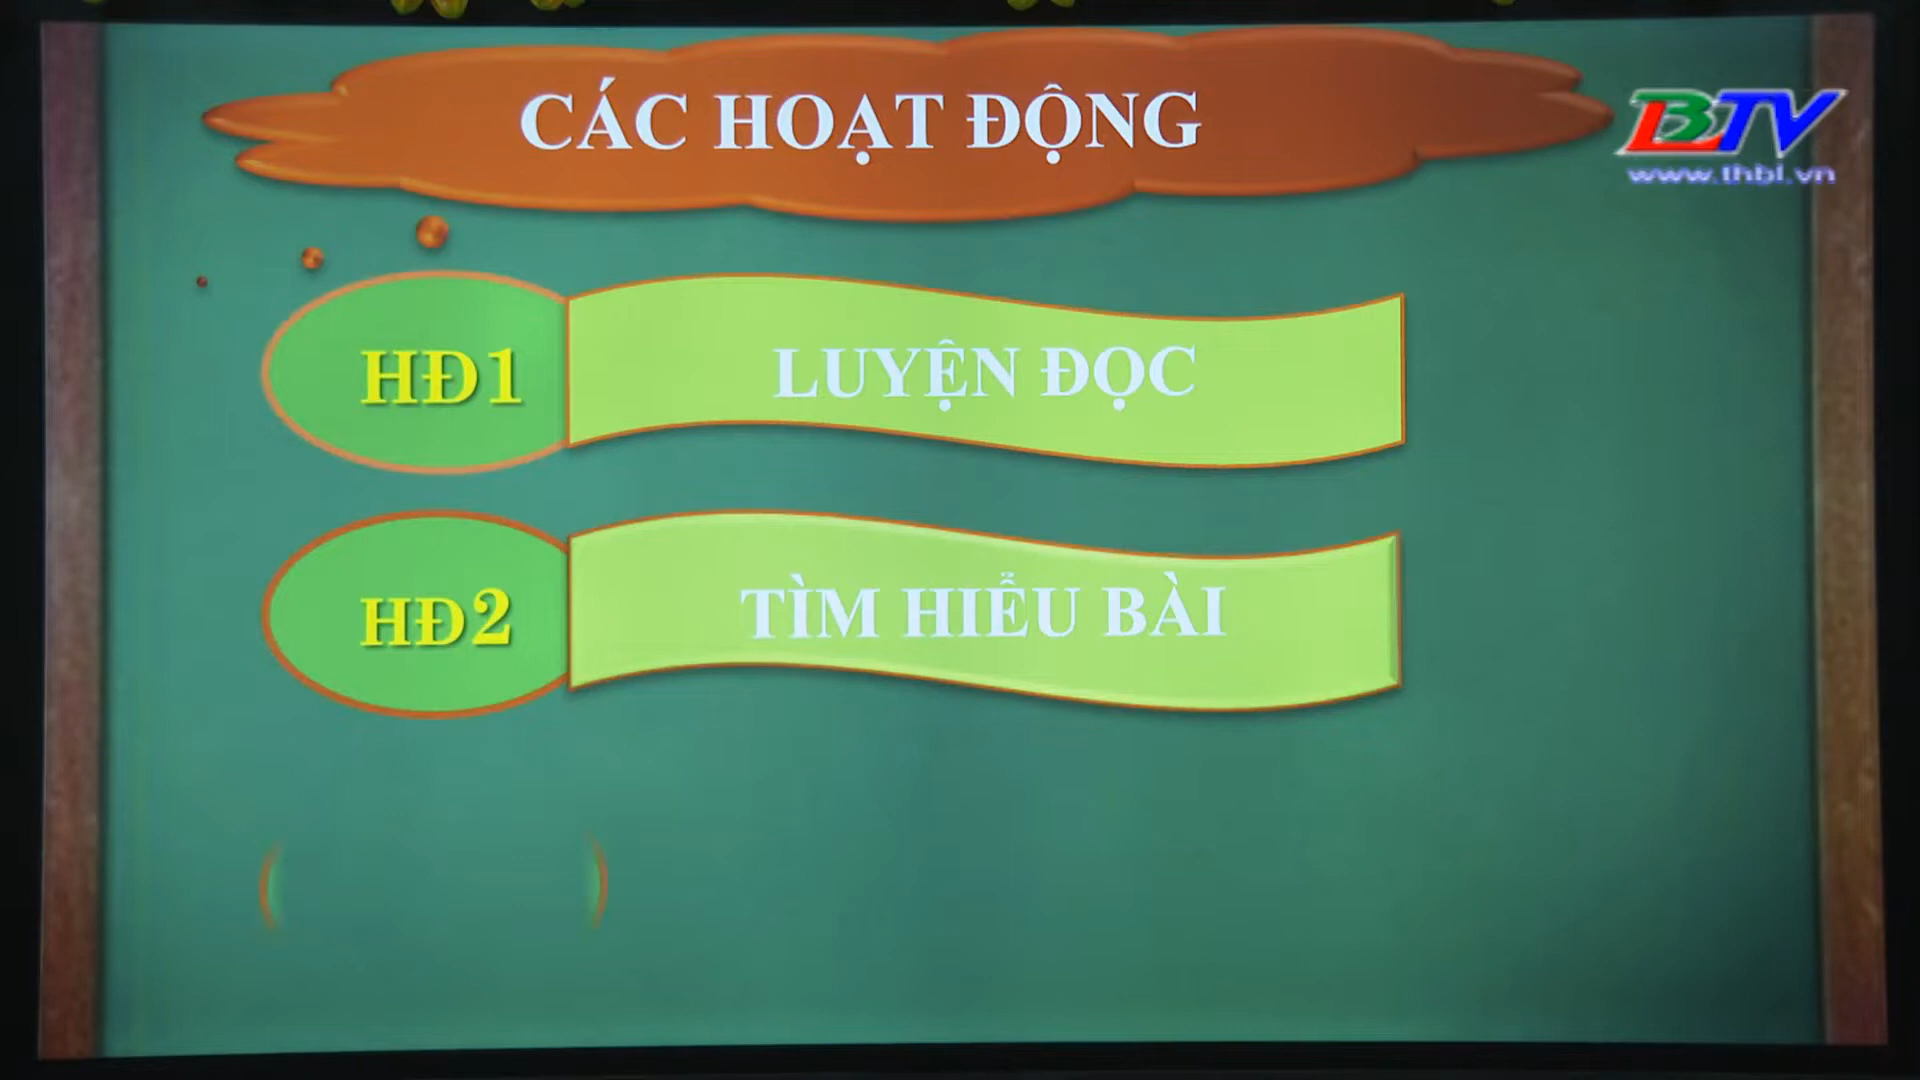 CÁC HOẠT ĐỘNG
BTV
www.thbl.vn
HĐ1
LUYỆN ĐỌC
HĐ2
TÌM HIỂU BÀI